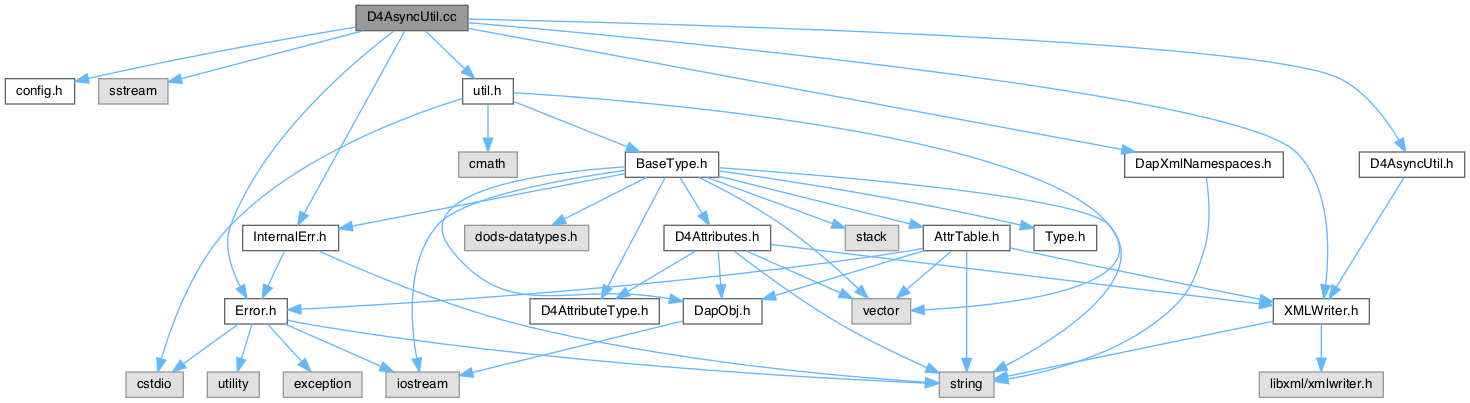 D4AsyncUtil.cc
config.h
sstream
util.h
cmath
BaseType.h
DapXmlNamespaces.h
D4AsyncUtil.h
InternalErr.h
dods-datatypes.h
D4Attributes.h
stack
AttrTable.h
Type.h
Error.h
D4AttributeType.h
DapObj.h
vector
XMLWriter.h
cstdio
utility
exception
iostream
string
libxml/xmlwriter.h